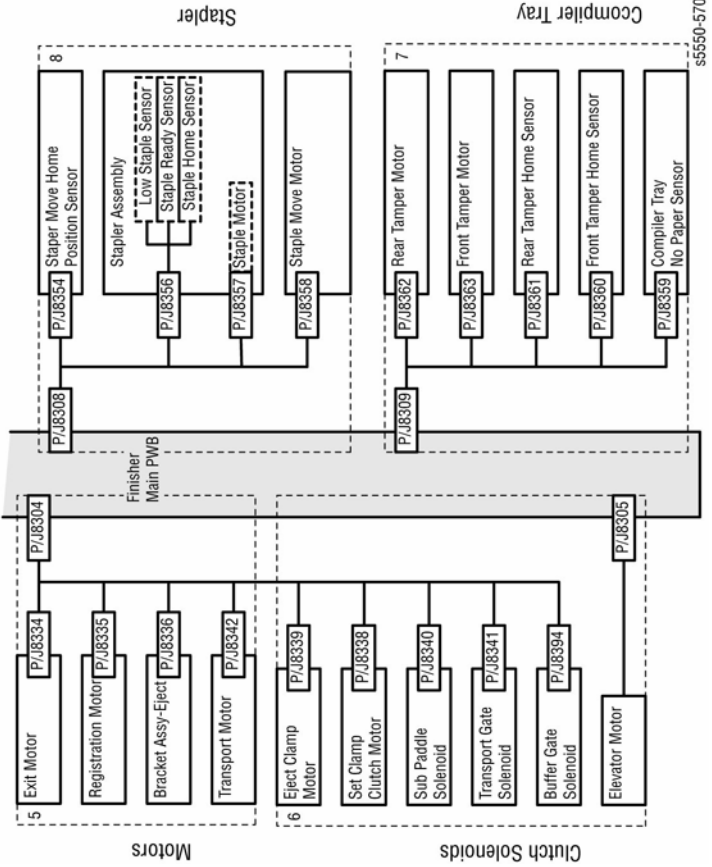 Stapler
8
P/J8308
P/J8354
Staper Move Home
Position Sensor
Stapler Assembly
P/J8356
Low Staple Sensor
Staple Ready Sensor
Staple Home Sensor
P/J8357
Staple Motor
P/J8358
Staple Move Motor
Ccompiler Tray
7
P/J8309
P/J8362
Rear Tamper Motor
P/J8363
Front Tamper Motor
P/J8361
Rear Tamper Home Sensor
P/J8360
Front Tamper Home Sensor
P/J8359
Compiler Tray
No Paper Sensor
Finisher
Main PWB
Motors
5
P/J8304
Exit Motor
P/J8334
Registration Motor
P/J8335
Bracket Assy-Eject
P/J8336
Transport Motor
P/J8342
Clutch Solenoids
6
Eject Clamp
Motor
P/J8339
Set Clamp
Clutch Motor
P/J8338
Sub Paddle
Solenoid
P/J8340
Transport Gate
Solenoid
P/J8341
Buffer Gate
Solenoid
P/J8394
Elevator Motor
P/J8305
s5550-570